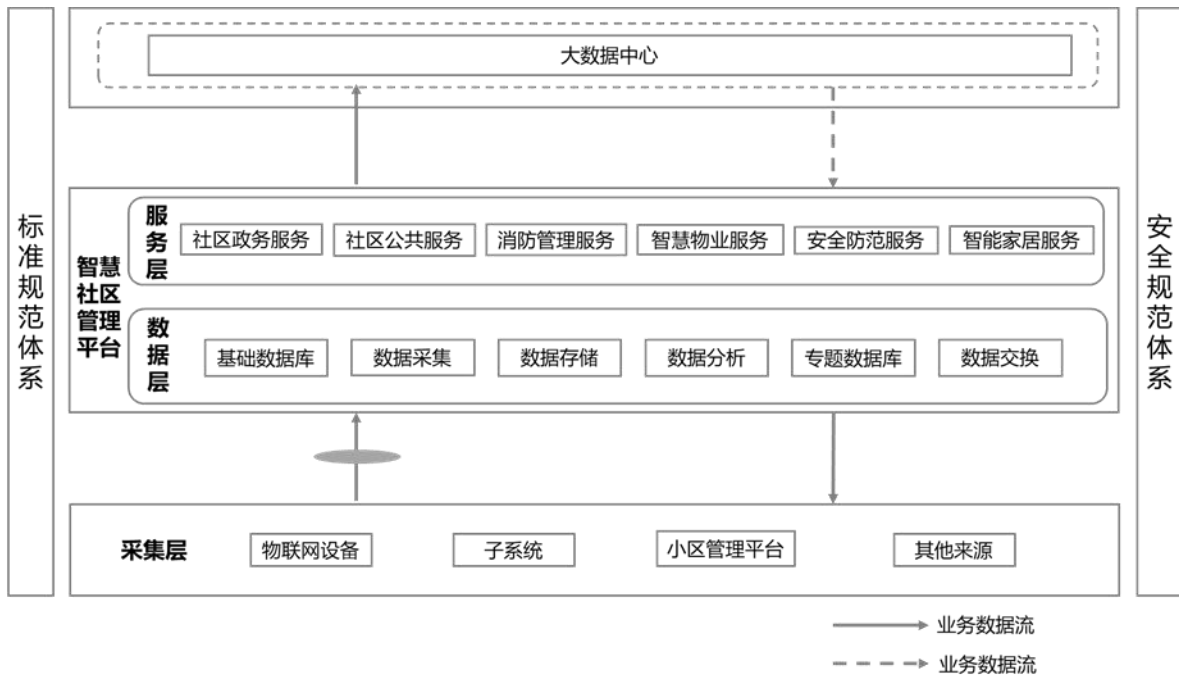 大数据中心
标准规范体系
安全规范体系
智慧
社区
管理
平台
服务层
社区政务服务
社区公共服务
消防管理服务
智慧物业服务
安全防范服务
智能家居服务
数据层
基础数据库
数据采集
数据存储
数据分析
专题数据库
数据交换
采集层
物联网设备
子系统
小区管理平台
其他来源
业务数据流
业务数据流